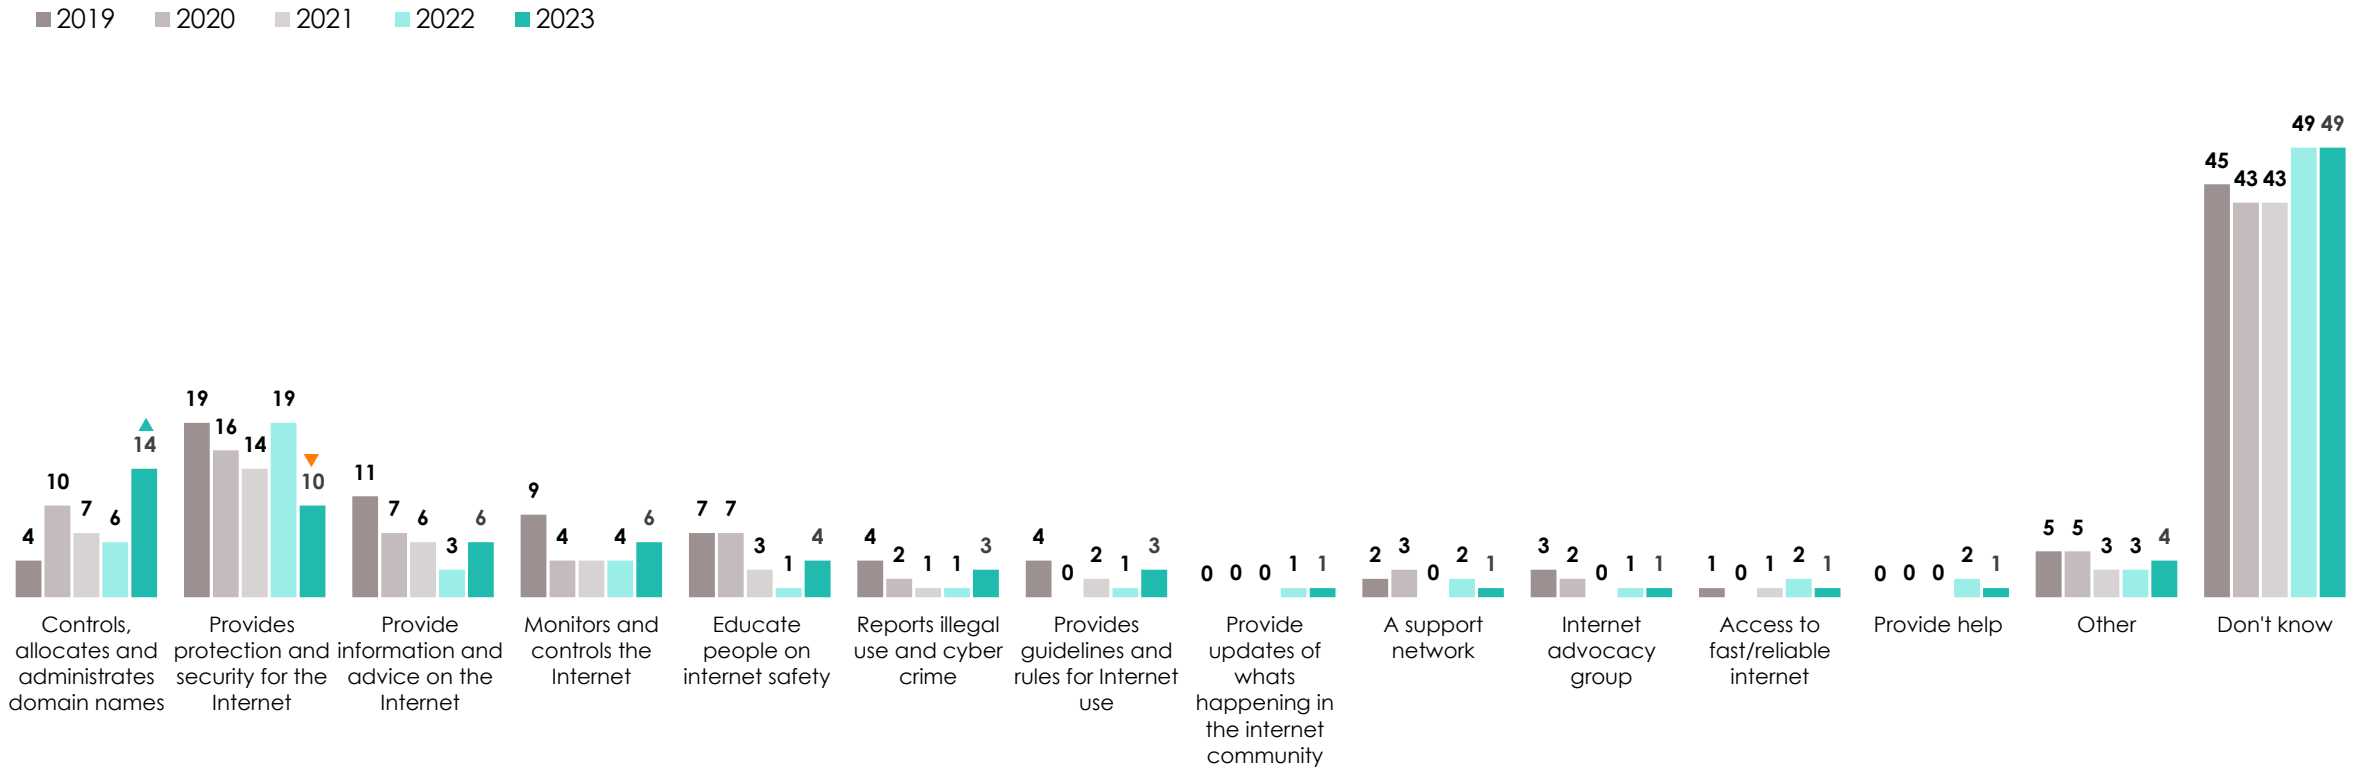 2019 2020 2021 2022 2023
4 10 7 6 14
19 16 14 19 10
11 7 6 3 6
9 4 4 6
7 7 3 1 4
4 2 1 1 3
4 0 2 1 3
0 0 0 1 1
2 3 0 2 1
3 2 0 1 1
1 0 1 2 1
0 0 0 2 1
5 5 3 3 4
45 43 43 49 49
Controls,
allocates and
administrates
domain names
Provides
protection and
security for the
Internet
Provide
information and
advice on the
Internet
Monitors and
controls the
Internet
Educate
people on
internet safety
Reports illegal
use and cyber
crime
Provides
guidelines and
rules for Internet
use
Provide
updates of
whats
happening in
the internet
community
A support
network
Internet
advocacy
group
Access to
fast/reliable
internet
Provide help
Other
Don't know